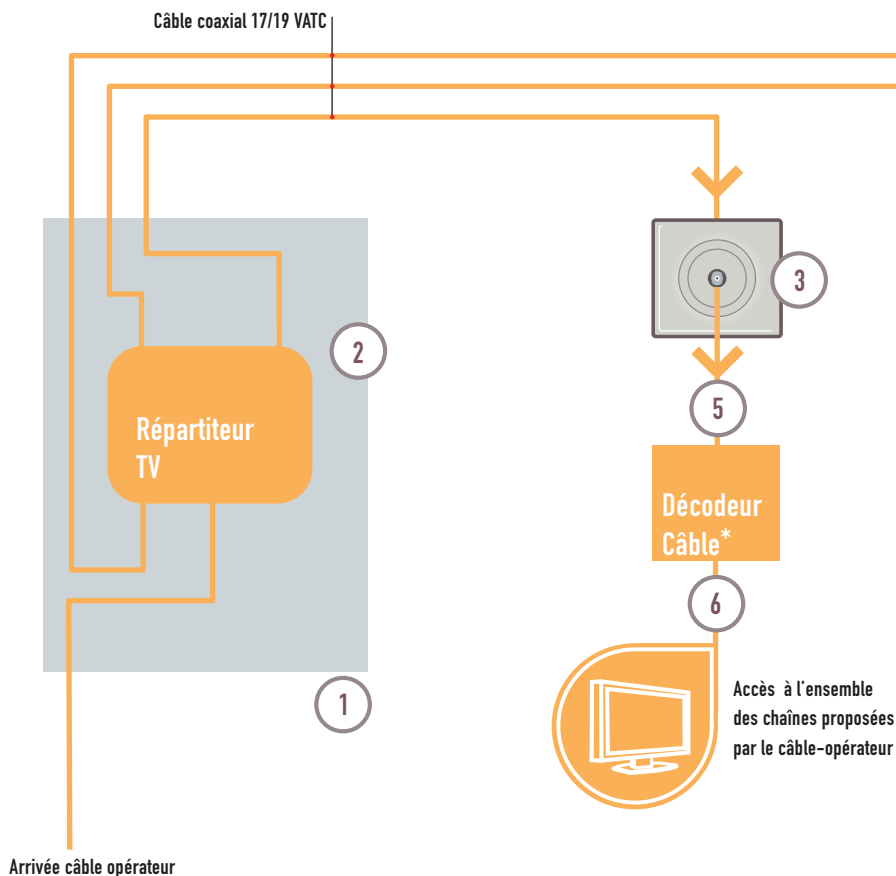 Câble coaxial 17/19 VATC
3
2
Répartiteur
TV
5
Décodeur
Câble*
6
1
Accès à l'ensemble
des chaînes proposées
par le câble-opérateur
Arrivée câble opérateur